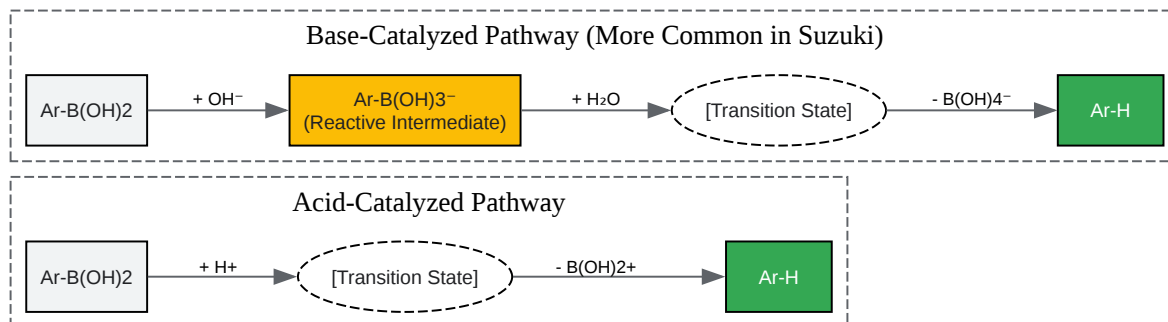 Base-Catalyzed Pathway (More Common in Suzuki)
Ar-B(OH)2
+ OH⁻
Ar-B(OH)3⁻
(Reactive Intermediate)
+ H₂O
[Transition State]
- B(OH)4⁻
Ar-H
Acid-Catalyzed Pathway
Ar-B(OH)2
+ H+
[Transition State]
- B(OH)2+
Ar-H